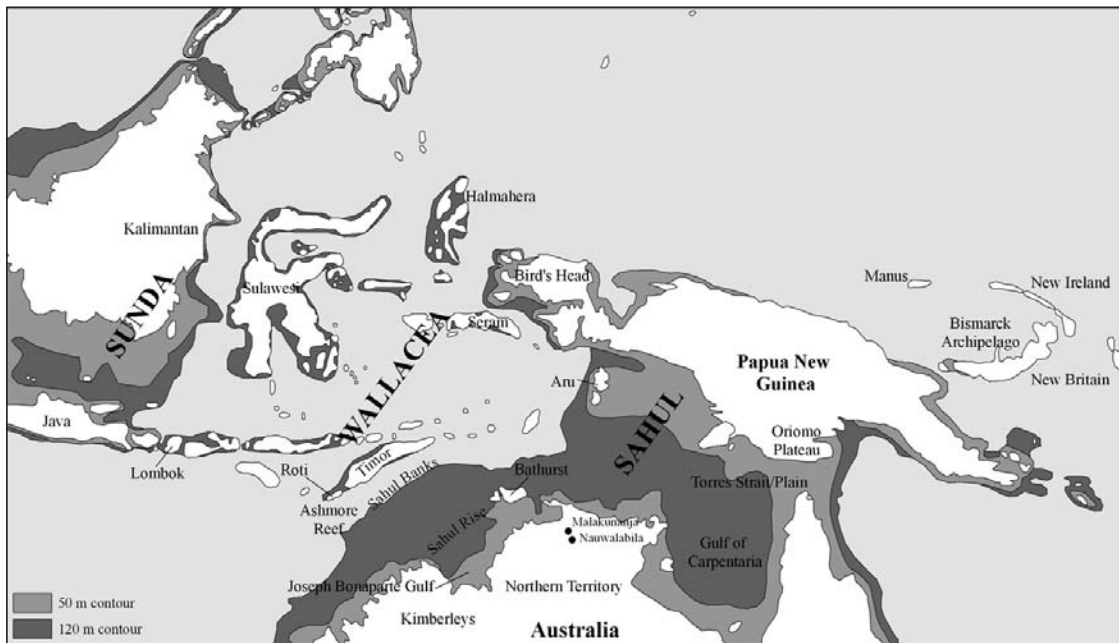 Halmahera
Kalimantan
SUNDA
Sulawesi
WALLACEA
Seram
Bird's Head
Manus
New Ireland
Bismarck
Archipelago
New Britain
Papua New
Guinea
Aru
SAHUL
Oriomo
Plateau
Java
Lombok
Roti
Timor
Sahul Banks
Bathurst
Torres Strait/Plain
Ashmore
Reef
Sahul Rise
Malakunanja
Nauwalabila
Gulf of
Carpentaria
Joseph Bonaparte Gulf
Northern Territory
Kimberleys
Australia
50 m contour
120 m contour